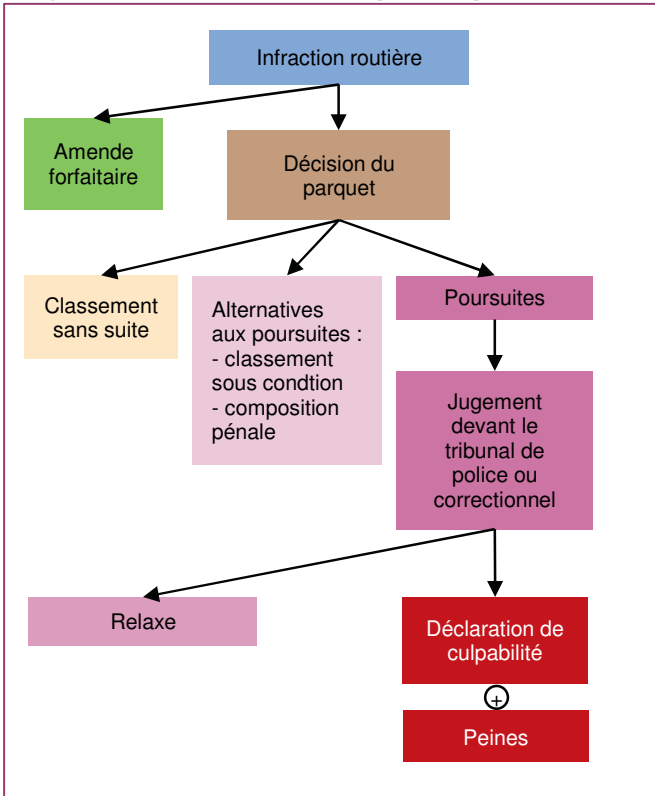 Infraction routière
Amende
forfaitaire
Décision du
parquet
Classement
sans suite
Alternatives
aux poursuites :
- classement
sous condtion
- composition
pénale
Poursuites
Jugement
devant le
tribunal de
police ou
correctionnel
Relaxe
Déclaration de
culpabilité
+
Peines